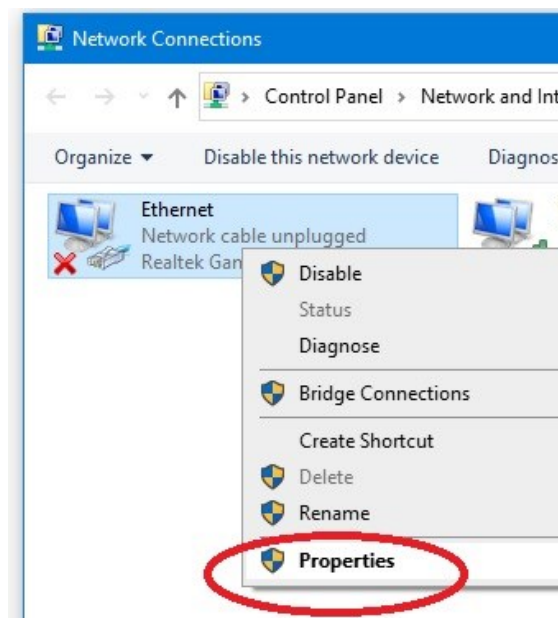 Network Connections
Control Panel > Network and Int
Organize Disable this network device Diagnos
Ethernet
Network cable unplugged
Realtek Gan
Disable
Status
Diagnose
Bridge Connections
Create Shortcut
Delete
Rename
Properties